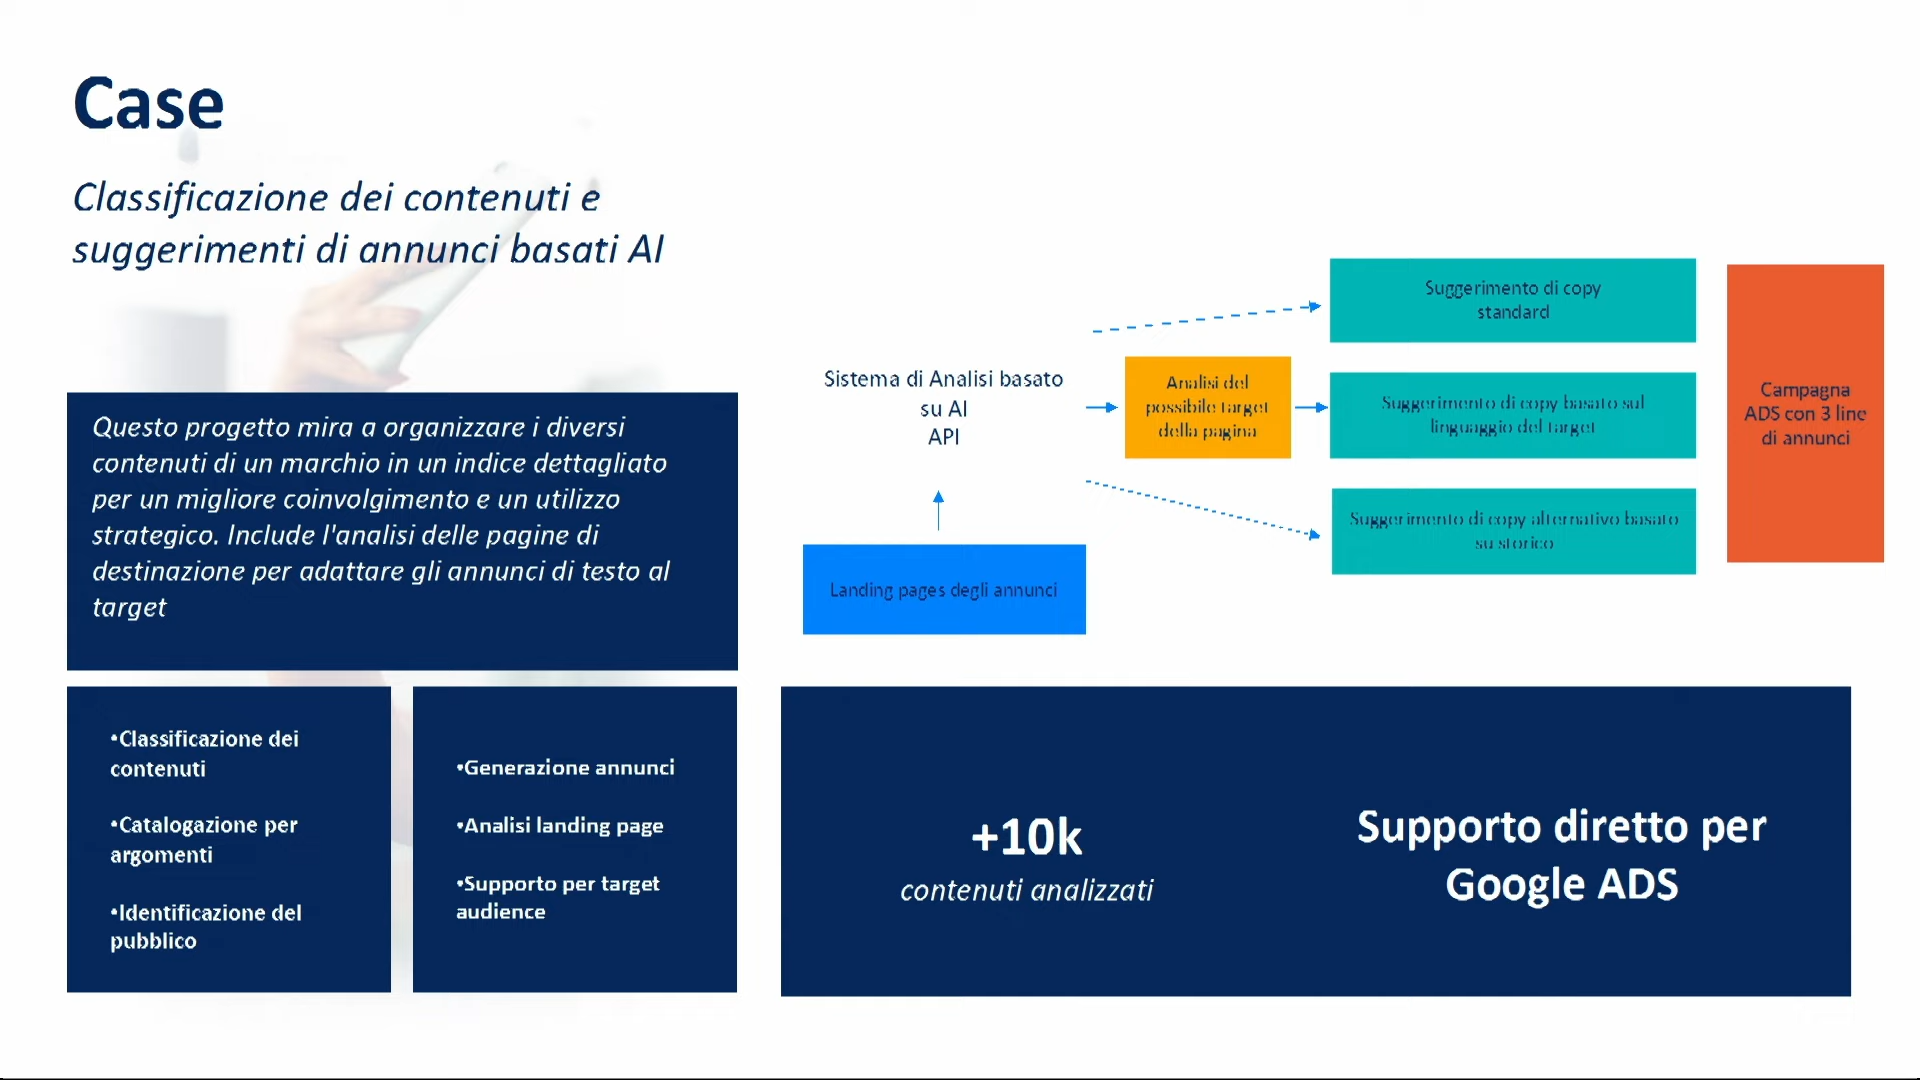 Case
Classificazione dei contenuti e
suggerimenti di annunci basati AI
Questo progetto mira a organizzare i diversi
contenuti di un marchio in un indice dettagliato
per un migliore coinvolgimento e un utilizzo
strategico. Include l'analisi delle pagine di
destinazione per adattare gli annunci di testo al
target
•Classificazione dei
contenuti
•Catalogazione per
argomenti
•Identificazione del
pubblico
•Generazione annunci
•Analisi landing page
•Supporto per target
audience
Sistema di Analisi basato
su AI
API
Landing pages degli annunci
Analisi del
possibile target
della pagina
Suggerimento di copy
standard
Suggerimento di copy basato sul
linguaggio del target
Suggerimento di copy alternativo basato
su storico
Campagna
ADS con 3 line
di annunci
+10k
contenuti analizzati
Supporto diretto per
Google ADS